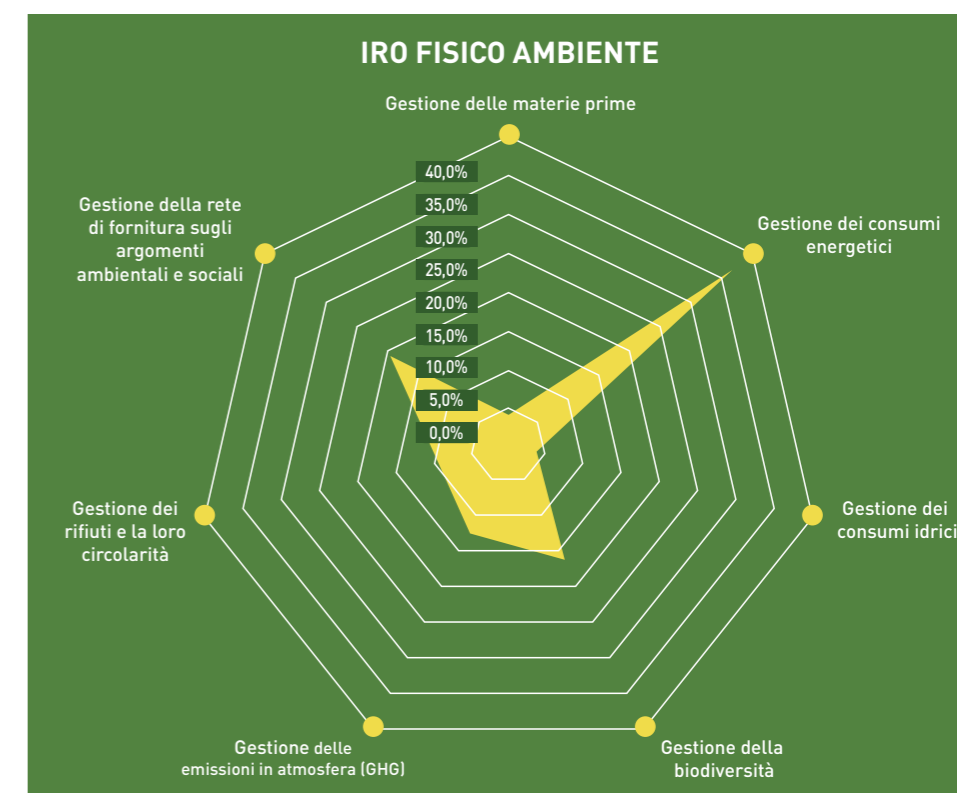 IRO FISICO AMBIENTE
Gestione delle materie prime
40,0%
35,0%
30,0%
25,0%
20,0%
15,0%
10,0%
5,0%
0,0%
Gestione della rete
di fornitura sugli
argomenti
ambientali e sociali
Gestione dei consumi
energetici
Gestione dei
rifiuti e la loro
circolarità
Gestione dei
consumi idrici
Gestione delle
emissioni in atmosfera (GHG)
Gestione della
biodiversità